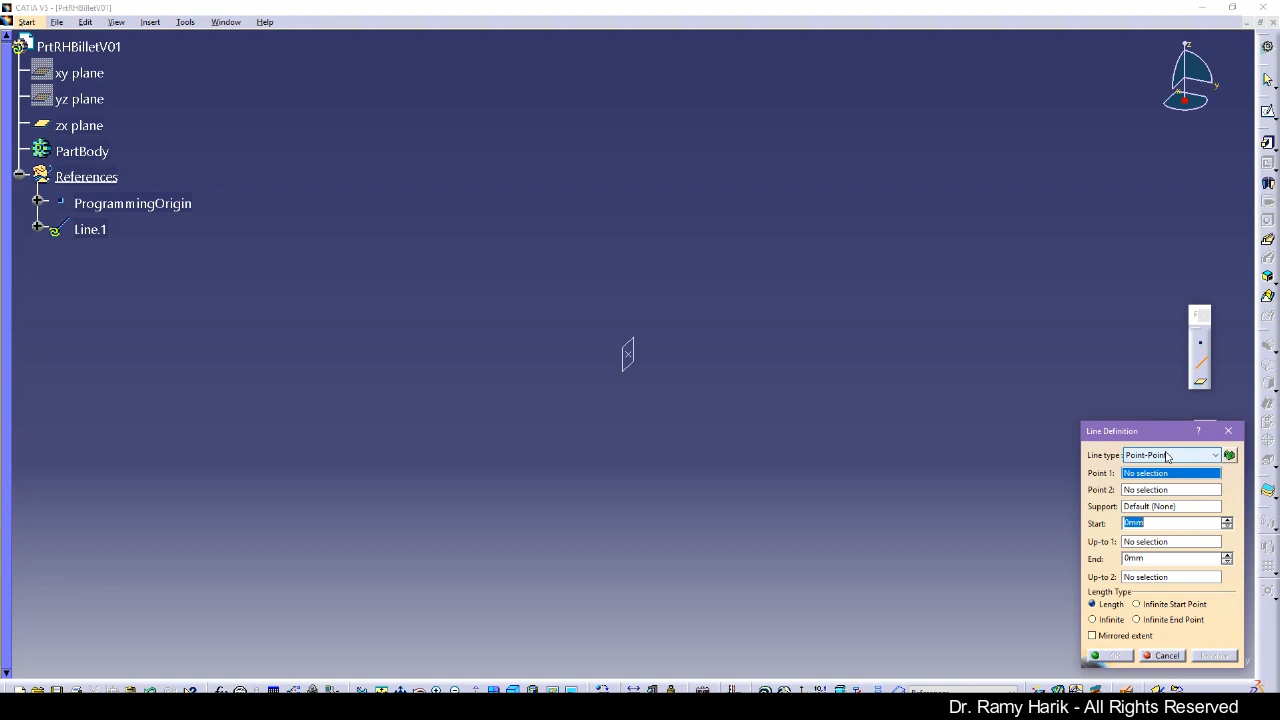 CATIA V5 - [PrtRHBilletV01]
Start File Edit View Insert Tools Window Help
PrtRHBilletV01
xy plane
yz plane
zx plane
PartBody
References
ProgrammingOrigin
Line.1
z
y
Line Definition ? ×
Line type : Point-Point
Point 1: No selection
Point 2: No selection
Support: Default (None)
Start: 0mm
Up-to 1: No selection
End: 0mm
Up-to 2: No selection
Length Type
Length Infinite Start Point
Infinite Infinite End Point
Mirrored extent
OK Cancel Preview
Dr. Ramy Harik - All Rights Reserved